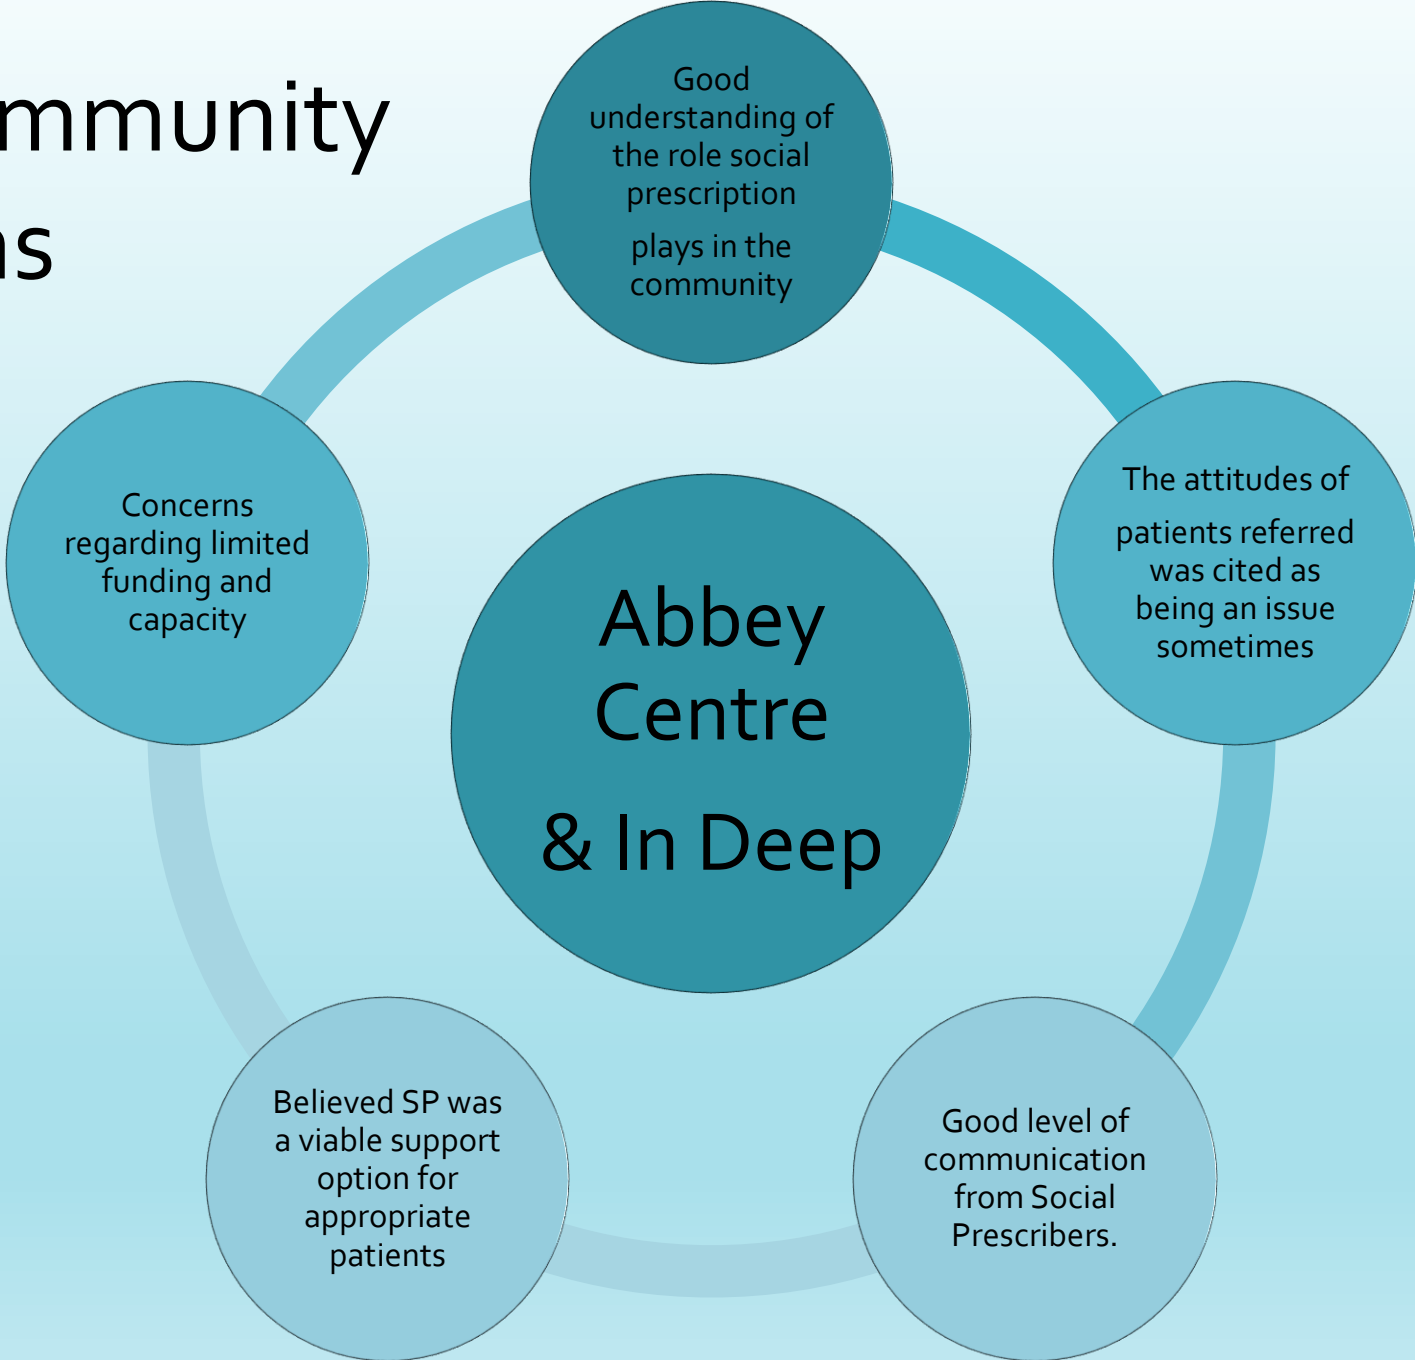 mmunity
ns
Good
understanding of
the role social
prescription
plays in the
community
The attitudes of
patients referred
was cited as
being an issue
sometimes
Good level of
communication
from Social
Prescribers.
Believed SP was
a viable support
option for
appropriate
patients
Concerns
regarding limited
funding and
capacity
Abbey
Centre
& In Deep